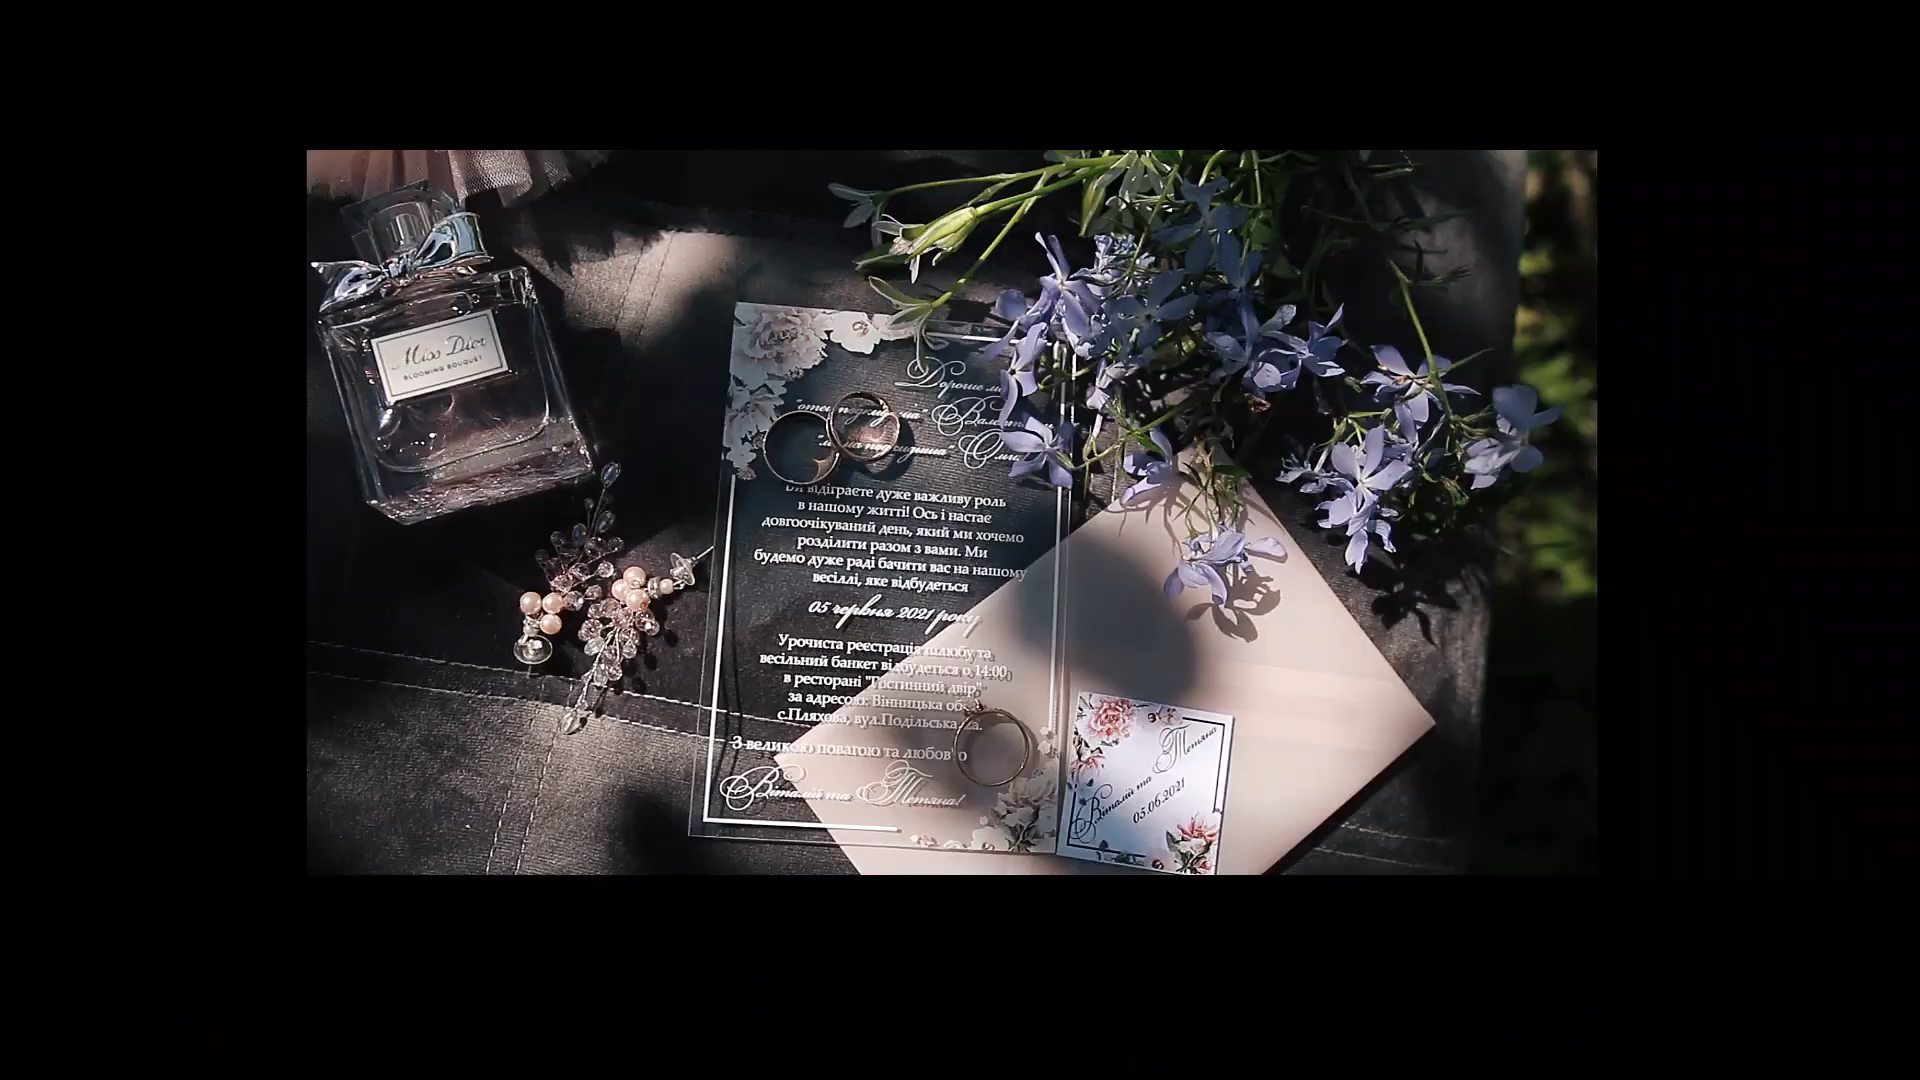 Miss Dior
BLOOMING BOUQUET
Дорогие
Ви відіграєте дуже важливу роль
в нашому житті! Ось і настає
довгоочікуваний день, який ми хочемо
розділити разом з вами. Ми
будемо дуже раді бачити вас на нашому
весіллі, яке відбудеться
05 червня 2021 року
Урочиста реєстрація шлюбу та
весільний банкет відбудеться о 14:00
в ресторані "Гостинний двір"
за адресою: Вінницька
с.Пляхова, вул.Подільська
З великою повагою та любов'ю
Віталій та Тетяна!
Віталій та Тетяна
05.06.2021